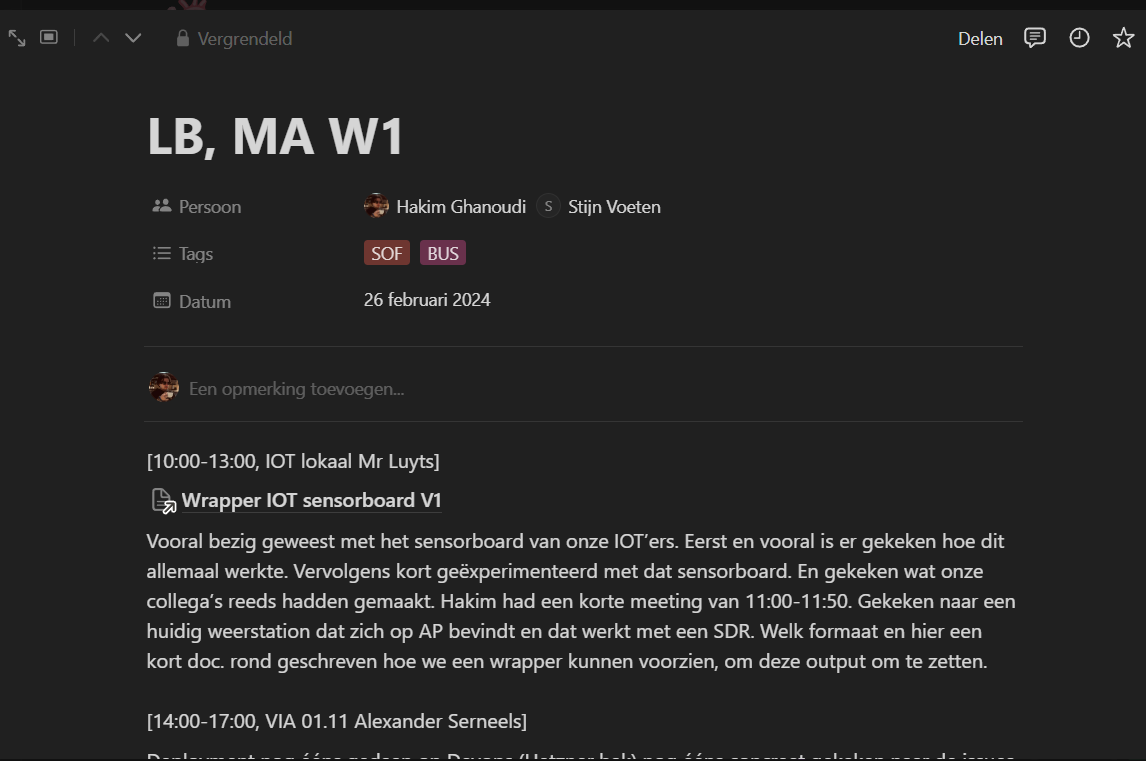 Vergrendeld
Delen
LB, MA W1
Persoon
Hakim Ghanoudi S Stijn Voeten
Tags
SOF BUS
Datum
26 februari 2024
Een opmerking toevoegen...
[10:00-13:00, IOT lokaal Mr Luyts]
Wrapper IOT sensorboard V1
Vooral bezig geweest met het sensorboard van onze IOT’ers. Eerst en vooral is er gekeken hoe dit
allemaal werkte. Vervolgens kort geëxperimenteerd met dat sensorboard. En gekeken wat onze
collega’s reeds hadden gemaakt. Hakim had een korte meeting van 11:00-11:50. Gekeken naar een
huidig weerstation dat zich op AP bevindt en dat werkt met een SDR. Welk formaat en hier een
kort doc. rond geschreven hoe we een wrapper kunnen voorzien, om deze output om te zetten.
[14:00-17:00, VIA 01.11 Alexander Serneels]